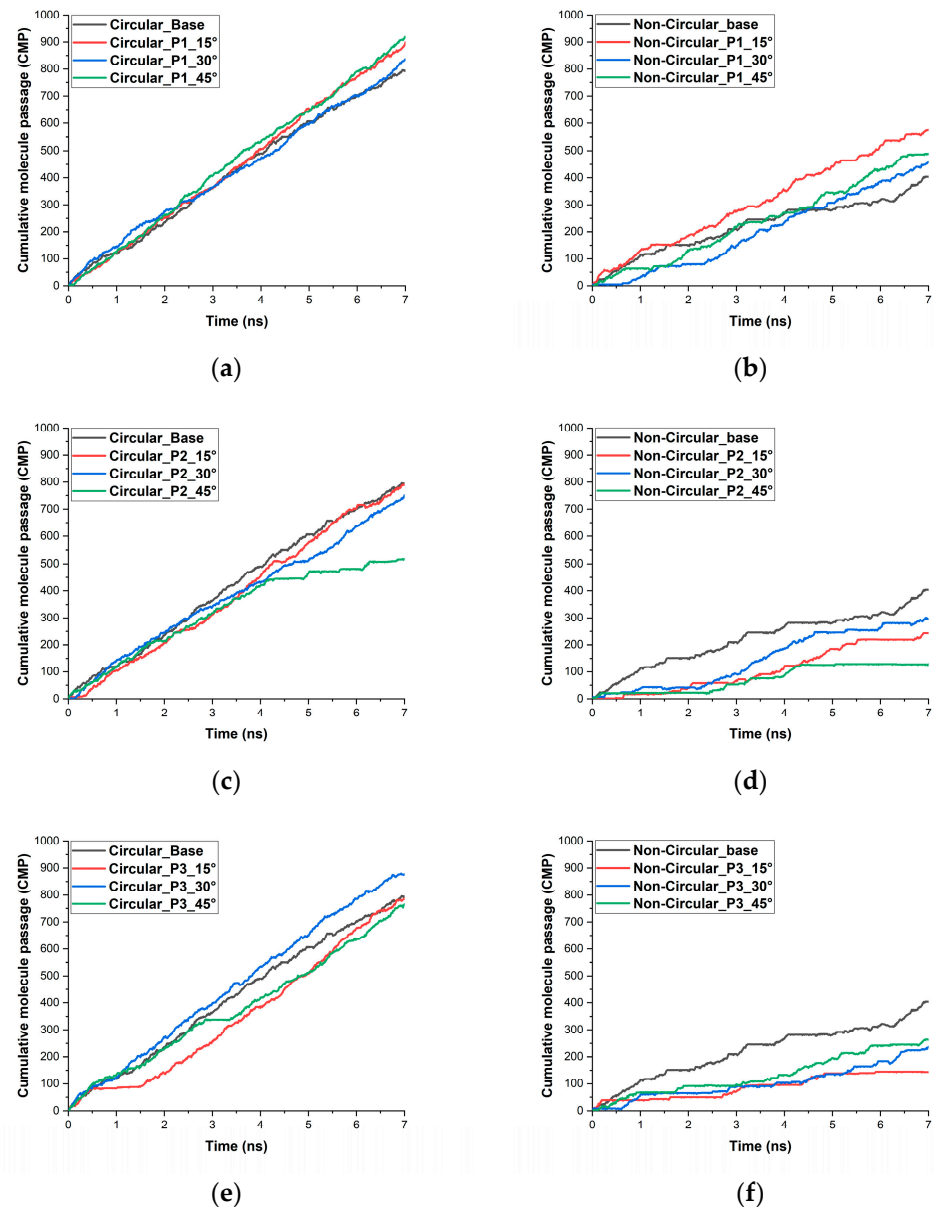 1000
900
800
700
600
500
400
300
200
100
0
Cumulative molecule passage (CMP)
Circular_Base
Circular_P1_15°
Circular_P1_30°
Circular_P1_45°
0 1 2 3 4 5 6 7
Time (ns)
(a)
1000
900
800
700
600
500
400
300
200
100
0
Cumulative molecule passage (CMP)
Non-Circular_base
Non-Circular_P1_15°
Non-Circular_P1_30°
Non-Circular_P1_45°
0 1 2 3 4 5 6 7
Time (ns)
(b)
1000
900
800
700
600
500
400
300
200
100
0
Cumulative molecule passage (CMP)
Circular_Base
Circular_P2_15°
Circular_P2_30°
Circular_P2_45°
0 1 2 3 4 5 6 7
Time (ns)
(c)
1000
900
800
700
600
500
400
300
200
100
0
Cumulative molecule passage (CMP)
Non-Circular_base
Non-Circular_P2_15°
Non-Circular_P2_30°
Non-Circular_P2_45°
0 1 2 3 4 5 6 7
Time (ns)
(d)
1000
900
800
700
600
500
400
300
200
100
0
Cumulative molecule passage (CMP)
Circular_Base
Circular_P3_15°
Circular_P3_30°
Circular_P3_45°
0 1 2 3 4 5 6 7
Time (ns)
(e)
1000
900
800
700
600
500
400
300
200
100
0
Cumulative molecule passage (CMP)
Non-Circular_base
Non-Circular_P3_15°
Non-Circular_P3_30°
Non-Circular_P3_45°
0 1 2 3 4 5 6 7
Time (ns)
(f)